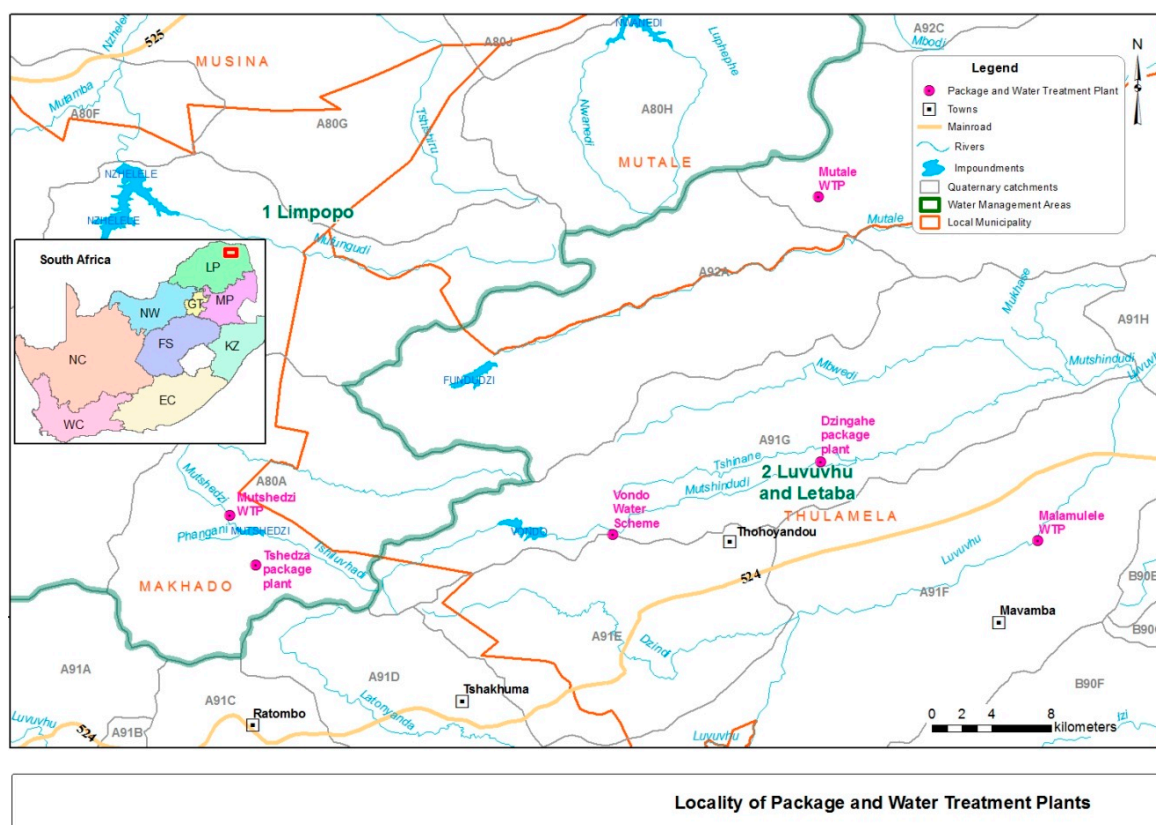 525
Nzhelele
MUSINA
Mutamba
A80F
A80G
A80J
Tshishiru
NWANEDI
Luphephe
A92C
Mbodi
N
Nwanedi
A80H
MUTALE
Legend
Package and Water Treatment Plant
Towns
Mainroad
Rivers
Impoundments
Quaternary catchments
Water Management Areas
Local Municipality
NZHELELE
NZHELELE
1 Limpopo
Mutale
WTP
Mutale
Mulungudi
A92A
South Africa
LP
MP
GT
NW
FS
KZ
NC
EC
WC
FUNDUDZI
Mukhase
A91H
Mutshindudi
Luvuvhu
Mbwedi
Dzingahe
package
plant
A91G
Tshinane
Mutshindudi
2 Luvuvhu
and Letaba
THULAMELA
A80A
Mutshedzi
Mutshedzi
WTP
Phangani
MUTSHEDZI
Tshiluvhadi
Tshedza
package
plant
MAKHADO
Vondo
Water
Scheme
Thohoyandou
524
Malamulele
WTP
Luvuvhu
A91F
Mavamba
B90F
A91E
Dzindi
A91A
A91C
A91D
A91B
Luvuvhu
524
Ratombo
Tshakhuma
Latonyanda
Luvuvhu
0 2 4 8
kilometers
Locality of Package and Water Treatment Plants